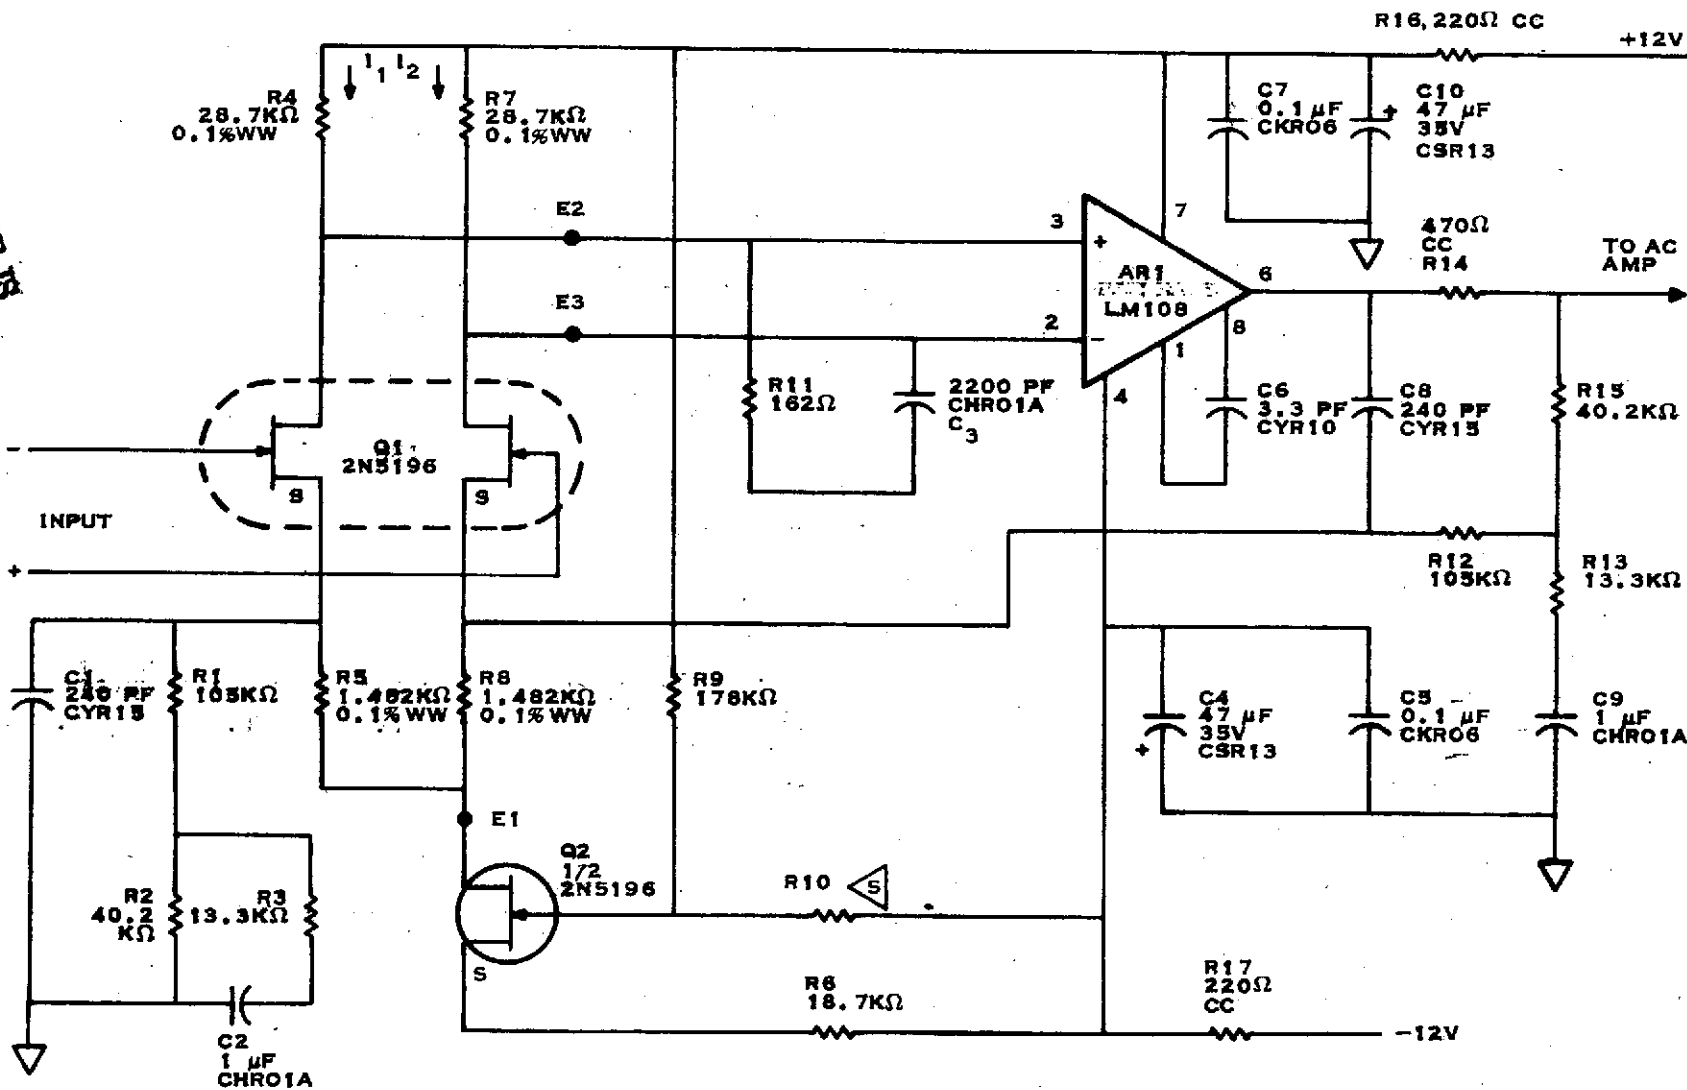 R16, 220Ω CC
+12V
I1 I2
R4
28.7KΩ
0.1%WW
R7
28.7KΩ
0.1%WW
C7
0.1 µF
CKR06
+
C10
47 µF
35V
CSR13
E2
3
7
+
470Ω
CC
R14
TO AC
AMP
AR1
LM108
6
E3
2
-
1
8
4
R11
162Ω
2200 PF
CHR01A
C3
C6
3.3 PF
CYR10
C8
240 PF
CYR15
R15
40.2KΩ
-
Q1
2N5196
S
S
INPUT
+
R12
105KΩ
R13
13.3KΩ
C1
240 PF
CYR15
R1
105KΩ
R5
1.482KΩ
0.1%WW
R8
1.482KΩ
0.1%WW
R9
178KΩ
C4
47 µF
35V
CSR13
+
C5
0.1 µF
CKR06
C9
1 µF
CHR01A
E1
Q2
1/2
2N5196
S
R10
S
R2
40.2
KΩ
R3
13.3KΩ
R6
18.7KΩ
R17
220Ω
CC
-12V
C2
1 µF
CHR01A